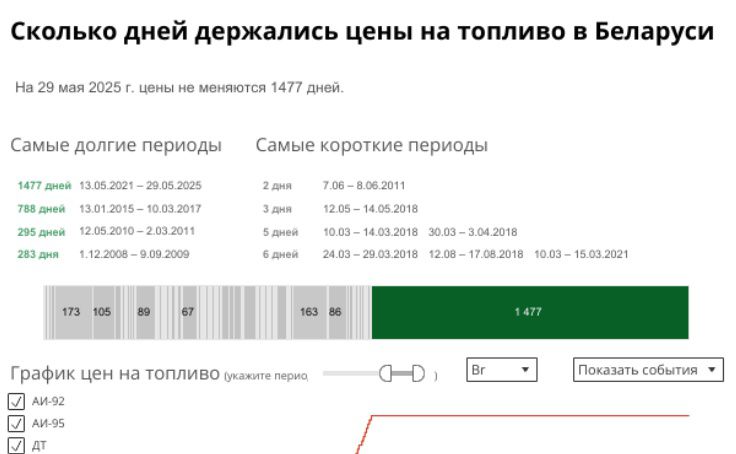 Сколько дней держались цены на топливо в Беларуси
На 29 мая 2025 г. цены не меняются 1477 дней.
Самые долгие периоды
1477 дней 13.05.2021 – 29.05.2025
788 дней 13.01.2015 – 10.03.2017
295 дней 12.05.2010 – 2.03.2011
283 дня 1.12.2008 – 9.09.2009
Самые короткие периоды
2 дня 7.06 – 8.06.2011
3 дня 12.05 – 14.05.2018
5 дней 10.03 – 14.03.2018 30.03 – 3.04.2018
6 дней 24.03 – 29.03.2018 12.08 – 17.08.2018 10.03 – 15.03.2021
173 105 89 67 163 86 1 477
График цен на топливо (укажите перио )
Br
Показать события
АИ-92
АИ-95
ДТ